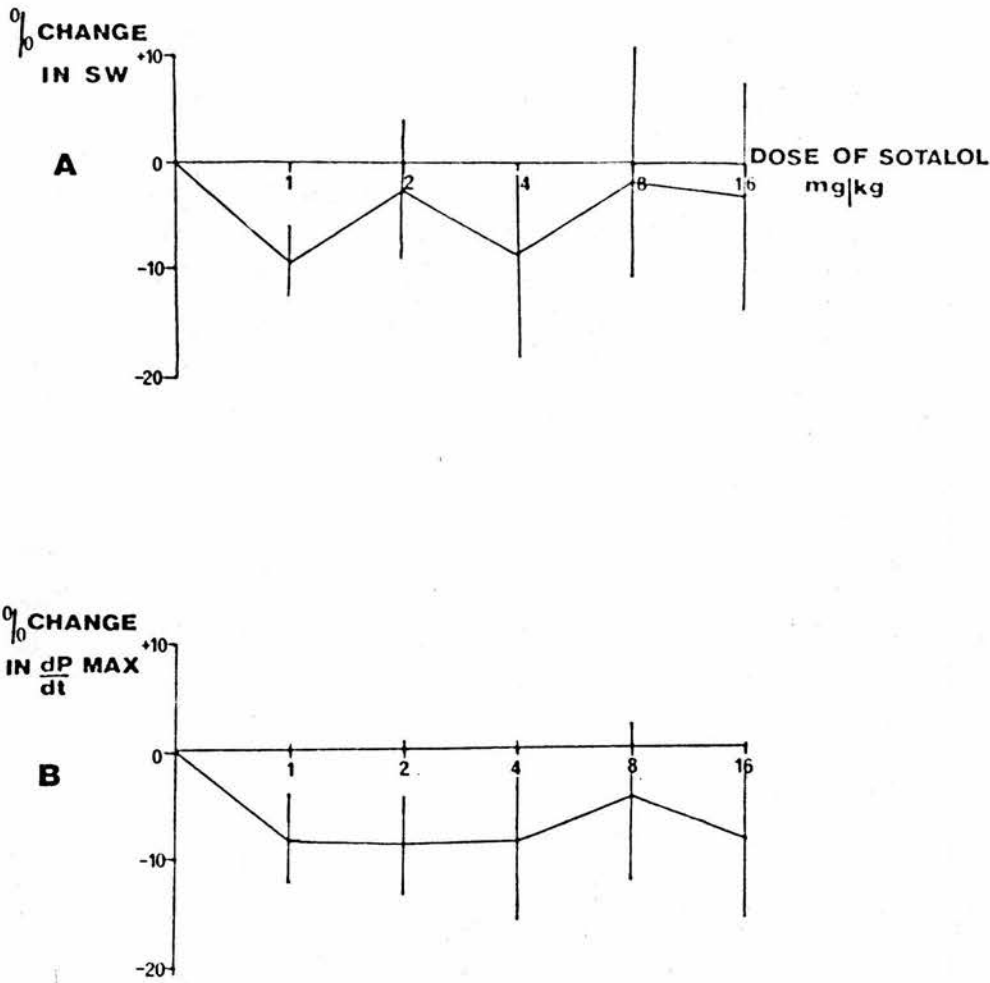 % CHANGE
IN SW
+10
0
-10
-20
A
1 2 4 8 16
DOSE OF SOTALOL
mg/kg
% CHANGE
IN dP/dt MAX
+10
0
-10
-20
B
1 2 4 8 16